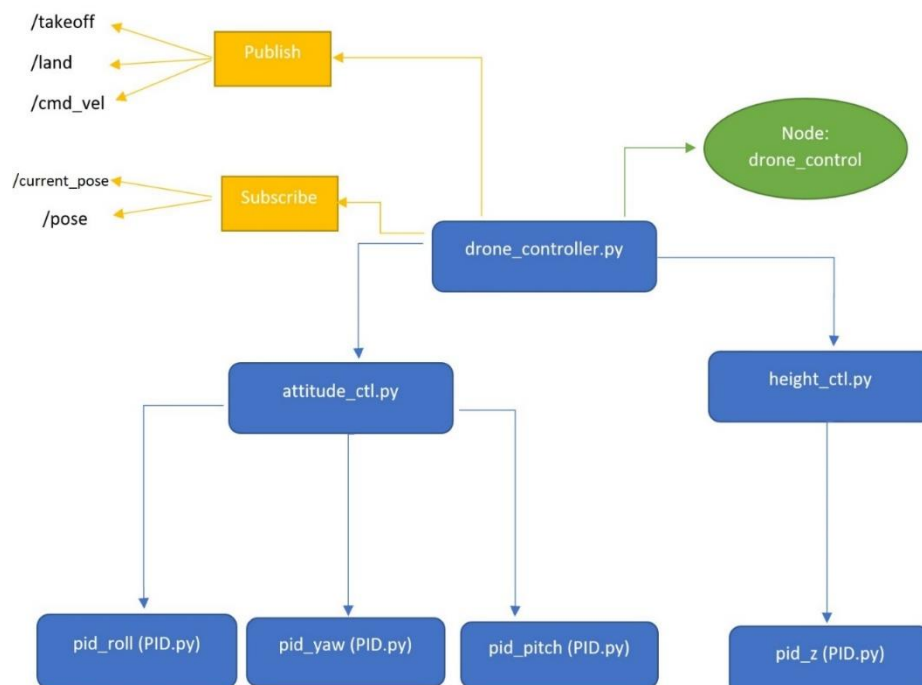 /takeoff
Publish
/land
/cmd_vel
Node:
drone_control
/current_pose
Subscribe
/pose
drone_controller.py
attitude_ctl.py
height_ctl.py
pid_roll (PID.py)
pid_yaw (PID.py)
pid_pitch (PID.py)
pid_z (PID.py)